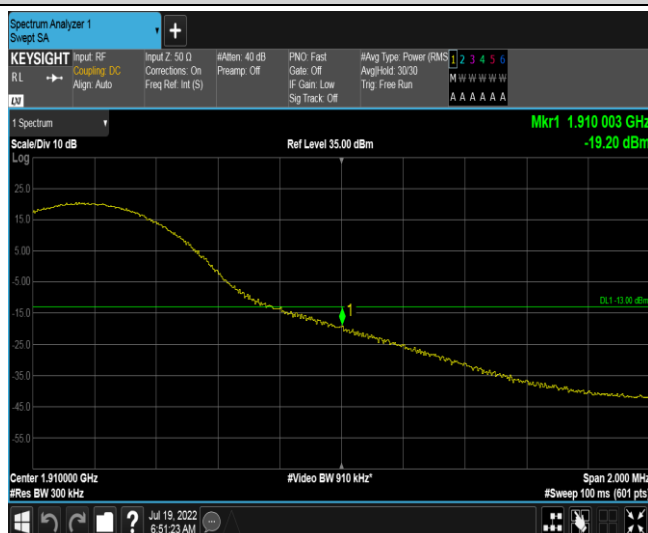 Spectrum Analyzer 1
Swept SA
+
KEYSIGHT
RL
LXI
Input: RF
Coupling: DC
Align: Auto
Input Z: 50 Ω
Corrections: On
Freq Ref: Int (S)
#Atten: 40 dB
Preamp: Off
PNO: Fast
Gate: Off
IF Gain: Low
Sig Track: Off
#Avg Type: Power (RMS
Avg|Hold: 30/30
Trig: Free Run
1 2 3 4 5 6
M W W W W W
A A A A A A
1 Spectrum
Scale/Div 10 dB
Ref Level 35.00 dBm
Mkr1 1.910 003 GHz
-19.20 dBm
Log
25.0
15.0
5.00
-5.00
DL1 -13.00 dBm
1
-15.0
-25.0
-35.0
-45.0
-55.0
Center 1.910000 GHz
#Video BW 910 kHz*
Span 2.000 MHz
#Res BW 300 kHz
#Sweep 100 ms (601 pts)
?
Jul 19, 2022
6:51:23 AM